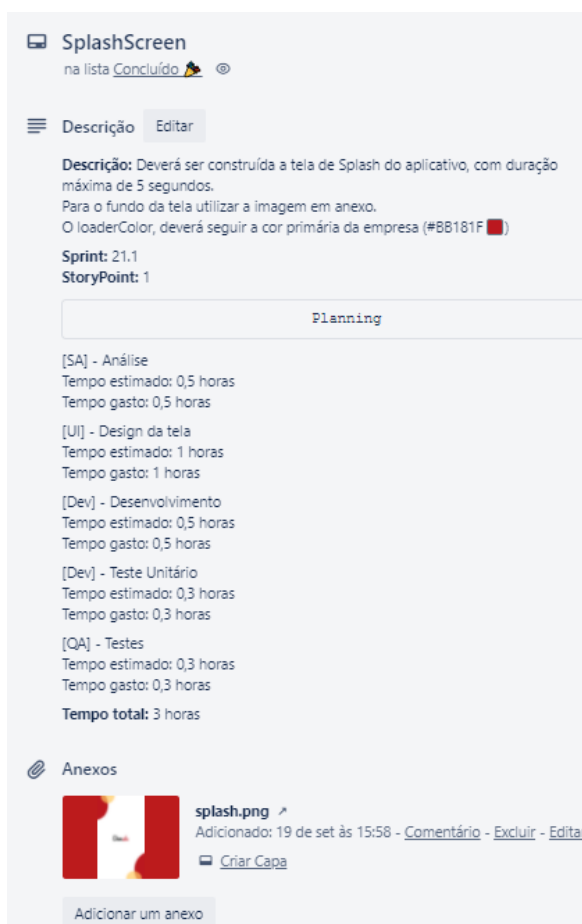 SplashScreen
na lista Concluído
Descrição Editar
Descrição: Deverá ser construída a tela de Splash do aplicativo, com duração
máxima de 5 segundos.
Para o fundo da tela utilizar a imagem em anexo.
O loaderColor, deverá seguir a cor primária da empresa (#BB181F )
Sprint: 21.1
StoryPoint: 1
Planning
[SA] - Análise
Tempo estimado: 0,5 horas
Tempo gasto: 0,5 horas
[UI] - Design da tela
Tempo estimado: 1 horas
Tempo gasto: 1 horas
[Dev] - Desenvolvimento
Tempo estimado: 0,5 horas
Tempo gasto: 0,5 horas
[Dev] - Teste Unitário
Tempo estimado: 0,3 horas
Tempo gasto: 0,3 horas
[QA] - Testes
Tempo estimado: 0,3 horas
Tempo gasto: 0,3 horas
Tempo total: 3 horas
Anexos
splash.png ↗
Adicionado: 19 de set às 15:58 - Comentário - Excluir - Editar
Criar Capa
Adicionar um anexo